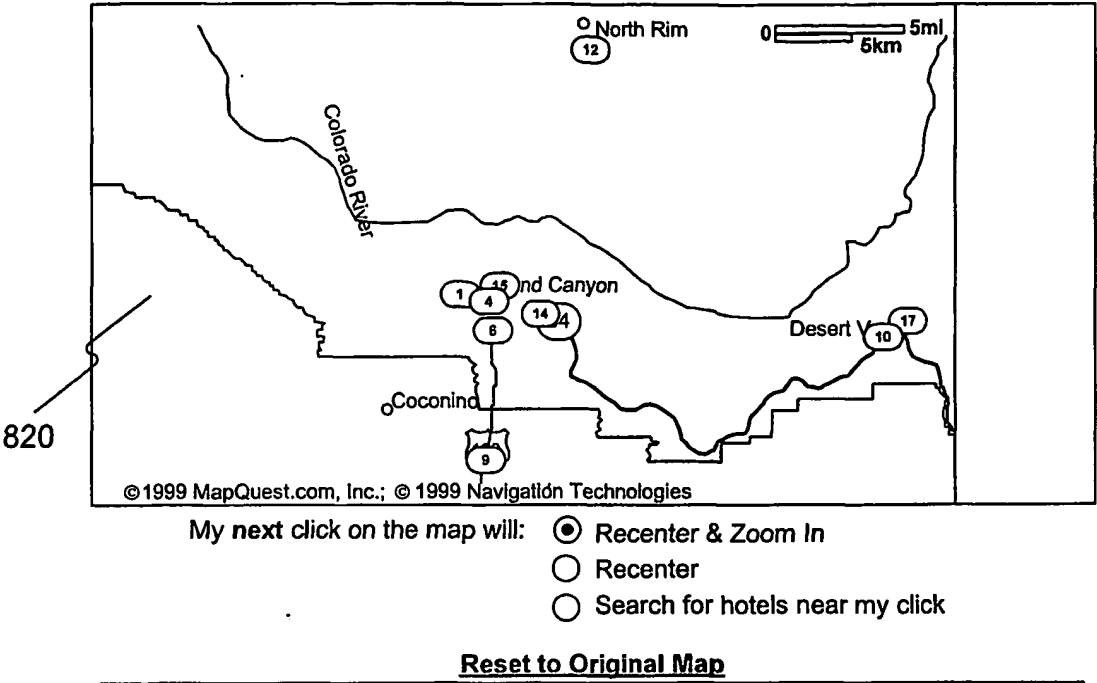 North Rim
12
0 5mi
5km
Colorado River
1
15
nd Canyon
4
14
4
6
Desert V
17
10
Coconino
9
820
©1999 MapQuest.com, Inc.; © 1999 Navigation Technologies
My next click on the map will:
Recenter & Zoom In
Recenter
Search for hotels near my click
Reset to Original Map